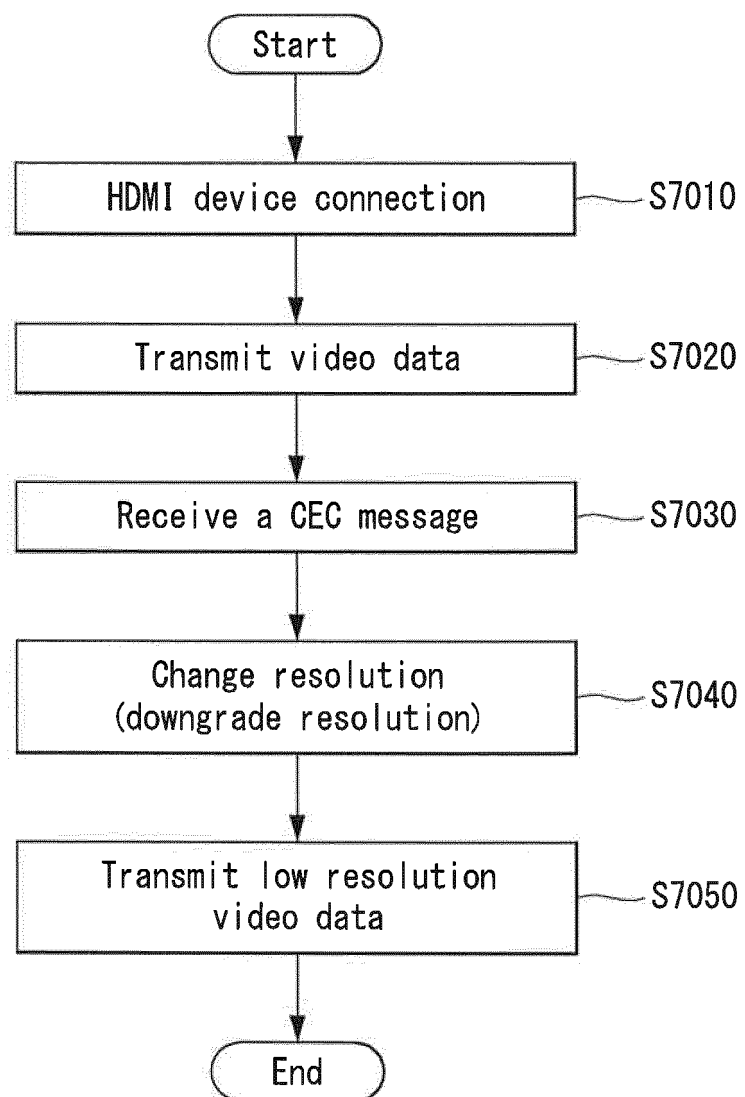 Start
HDMI device connection
S7010
Transmit video data
S7020
Receive a CEC message
S7030
Change resolution
(downgrade resolution)
S7040
Transmit low resolution
video data
S7050
End